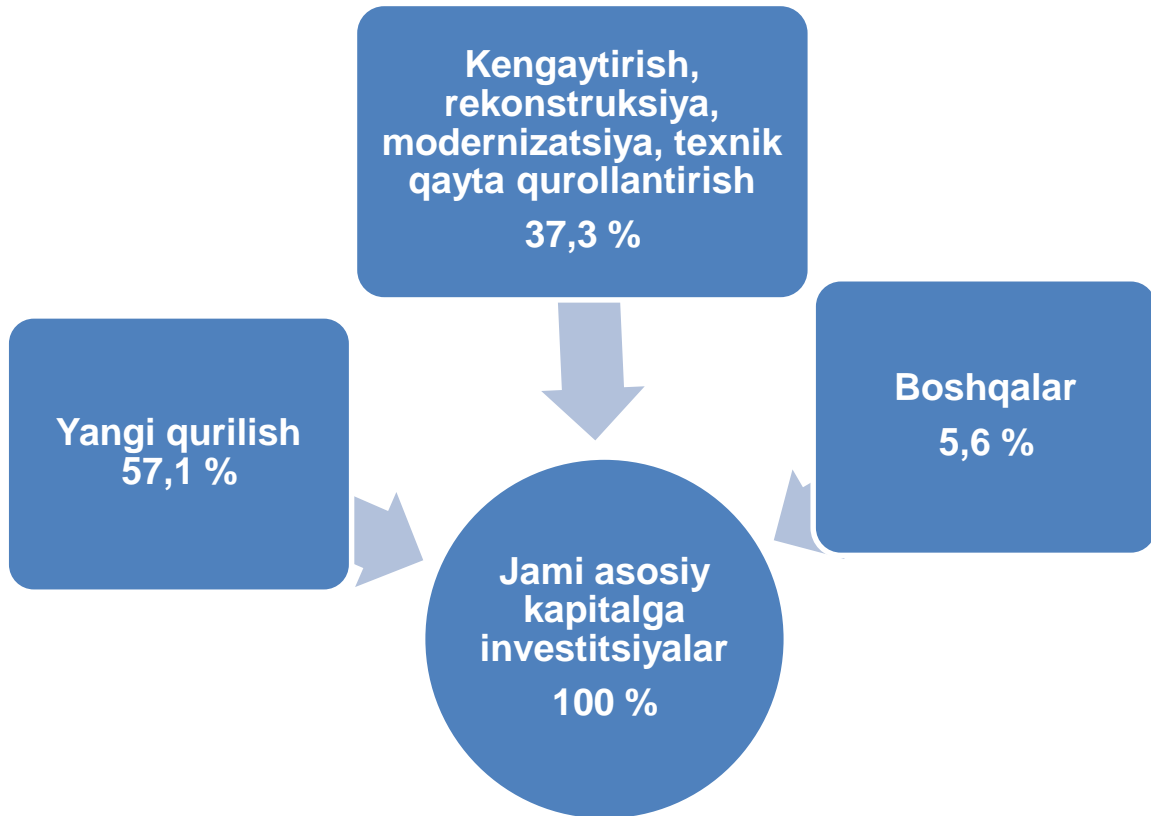 Kengaytirish,
rekonstruksiya,
modernizatsiya, texnik
qayta qurollantirish
37,3 %
Yangi qurilish
57,1 %
Boshqalar
5,6 %
Jami asosiy
kapitalga
investitsiyalar
100 %